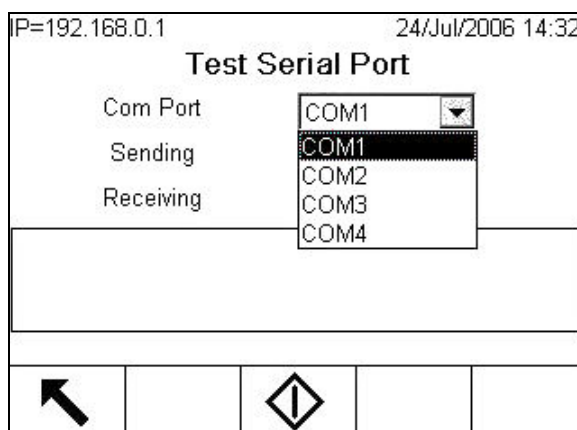 IP=192.168.0.1 24/Jul/2006 14:32
Test Serial Port
Com Port COM1
COM1
Sending
COM2
Receiving COM3
COM4